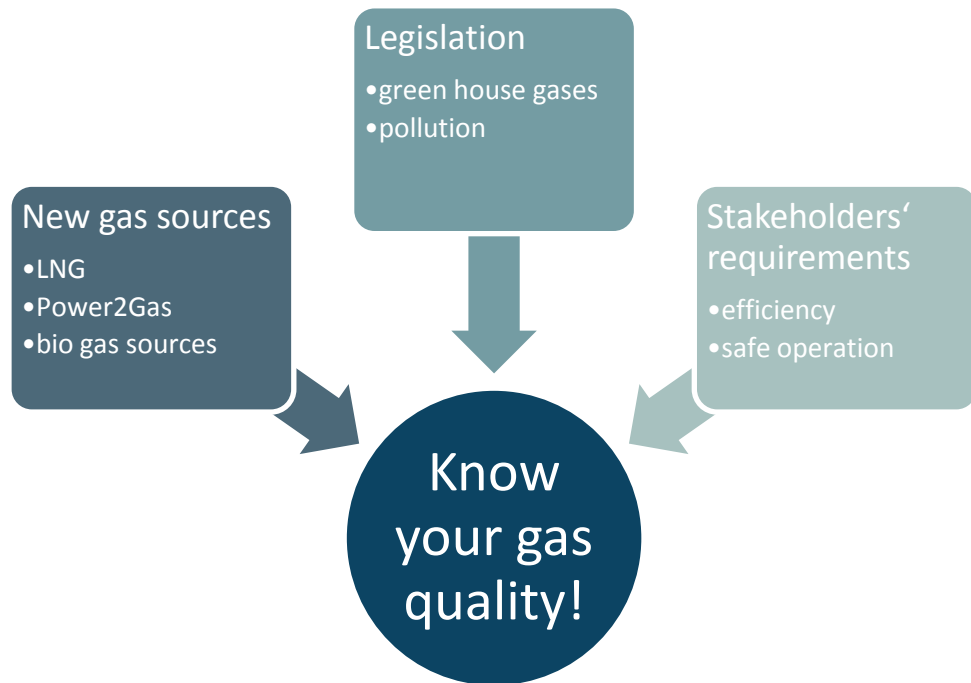 Legislation
•green house gases
•pollution
New gas sources
•LNG
•Power2Gas
•bio gas sources
Stakeholders‘
requirements
•efficiency
•safe operation
Know
your gas
quality!